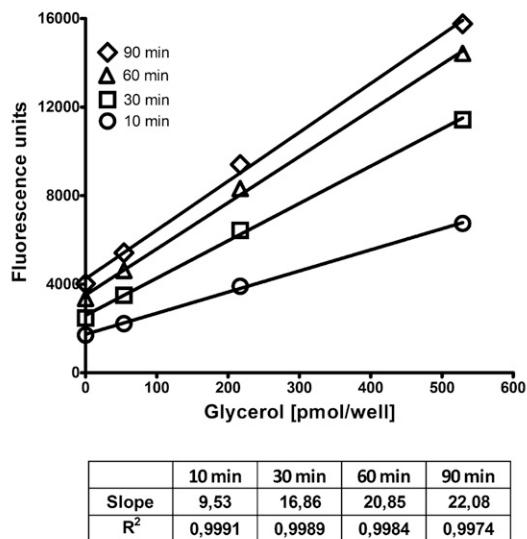 16000
12000
8000
4000
0
Fluorescence units
90 min
60 min
30 min
10 min
0 100 200 300 400 500 600
Glycerol [pmol/well]
10 min 30 min 60 min 90 min
Slope 9,53 16,86 20,85 22,08
R² 0,9991 0,9989 0,9984 0,9974